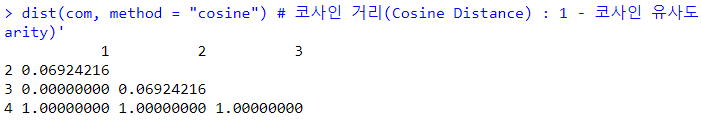 > dist(com, method = "cosine") # 코사인 거리(Cosine Distance) : 1 - 코사인 유사도
arity)'
1 2 3
2 0.06924216
3 0.00000000 0.06924216
4 1.00000000 1.00000000 1.00000000